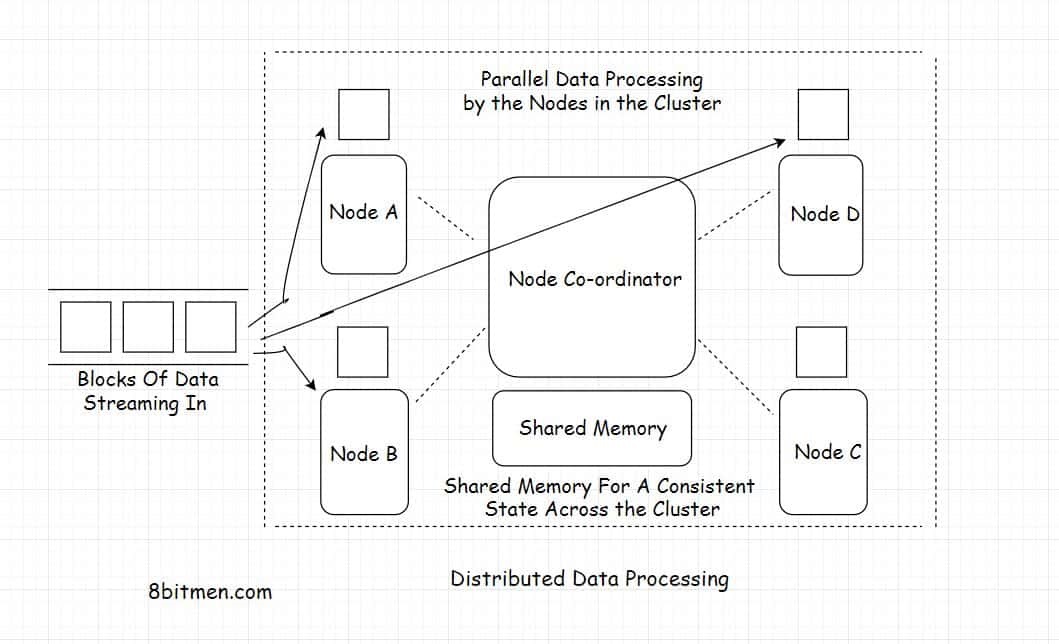 Parallel Data Processing
by the Nodes in the Cluster
Node A
Node D
Node Co-ordinator
Blocks Of Data
Streaming In
Node B
Shared Memory
Node C
Shared Memory For A Consistent
State Across the Cluster
Distributed Data Processing
8bitmen.com